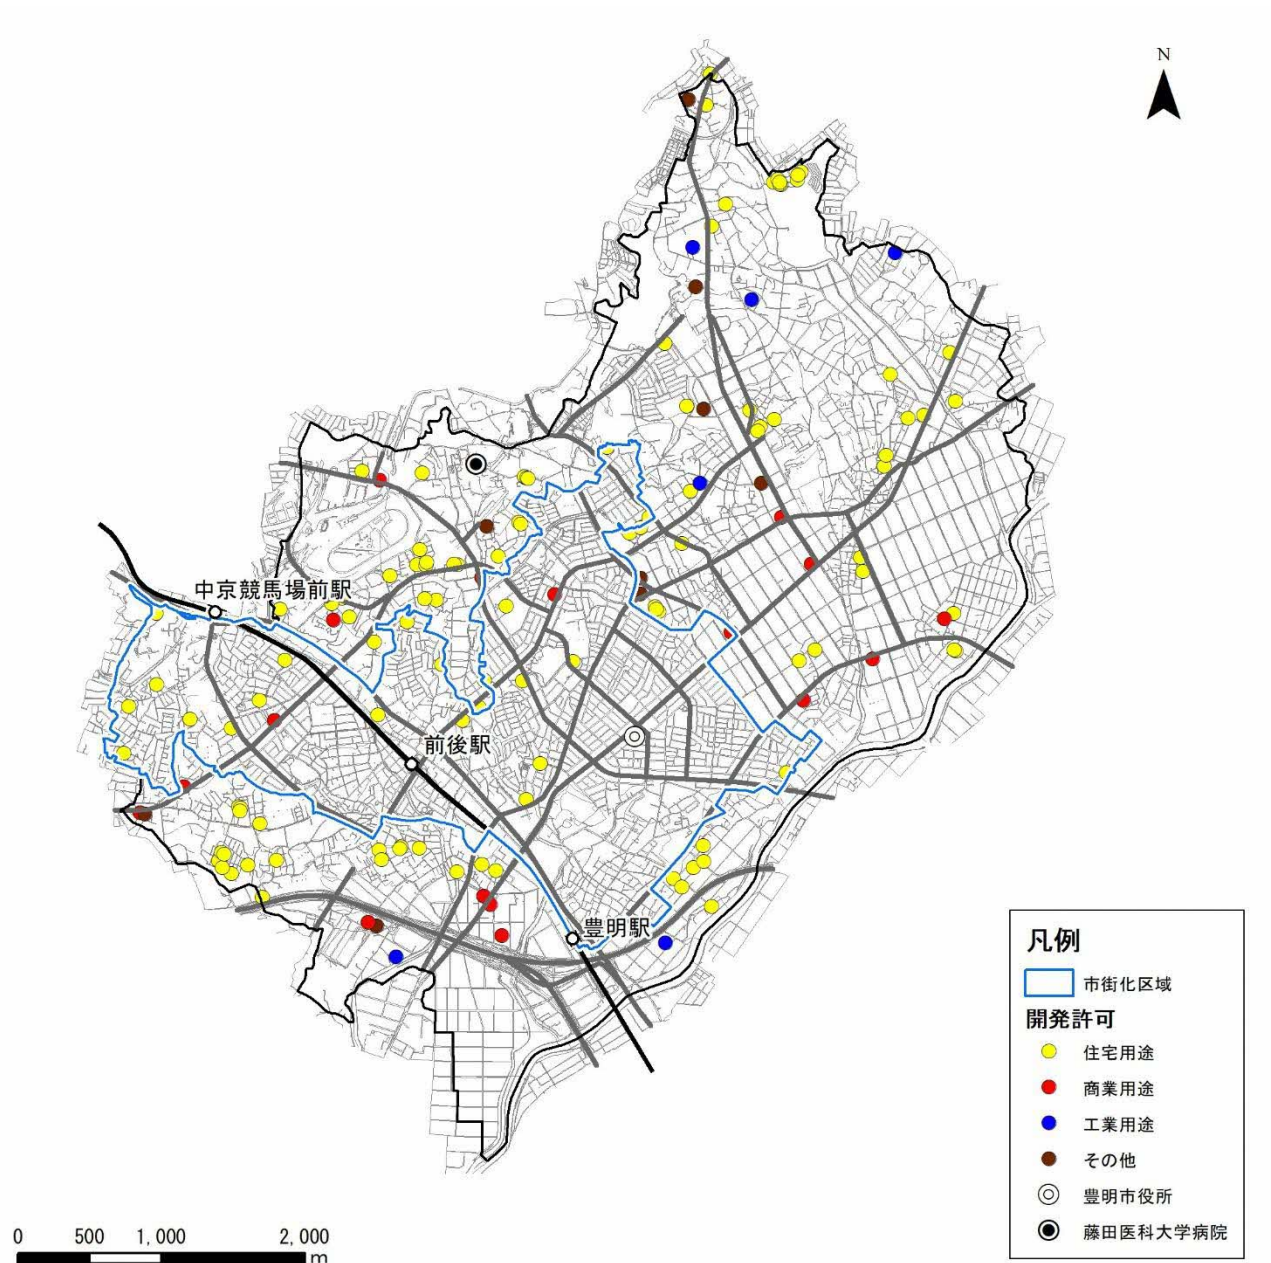 N
中京競馬場前駅
前後駅
豊明駅
凡例
市街化区域
開発許可
住宅用途
商業用途
工業用途
その他
豊明市役所
藤田医科大学病院
0 500 1,000 2,000
m